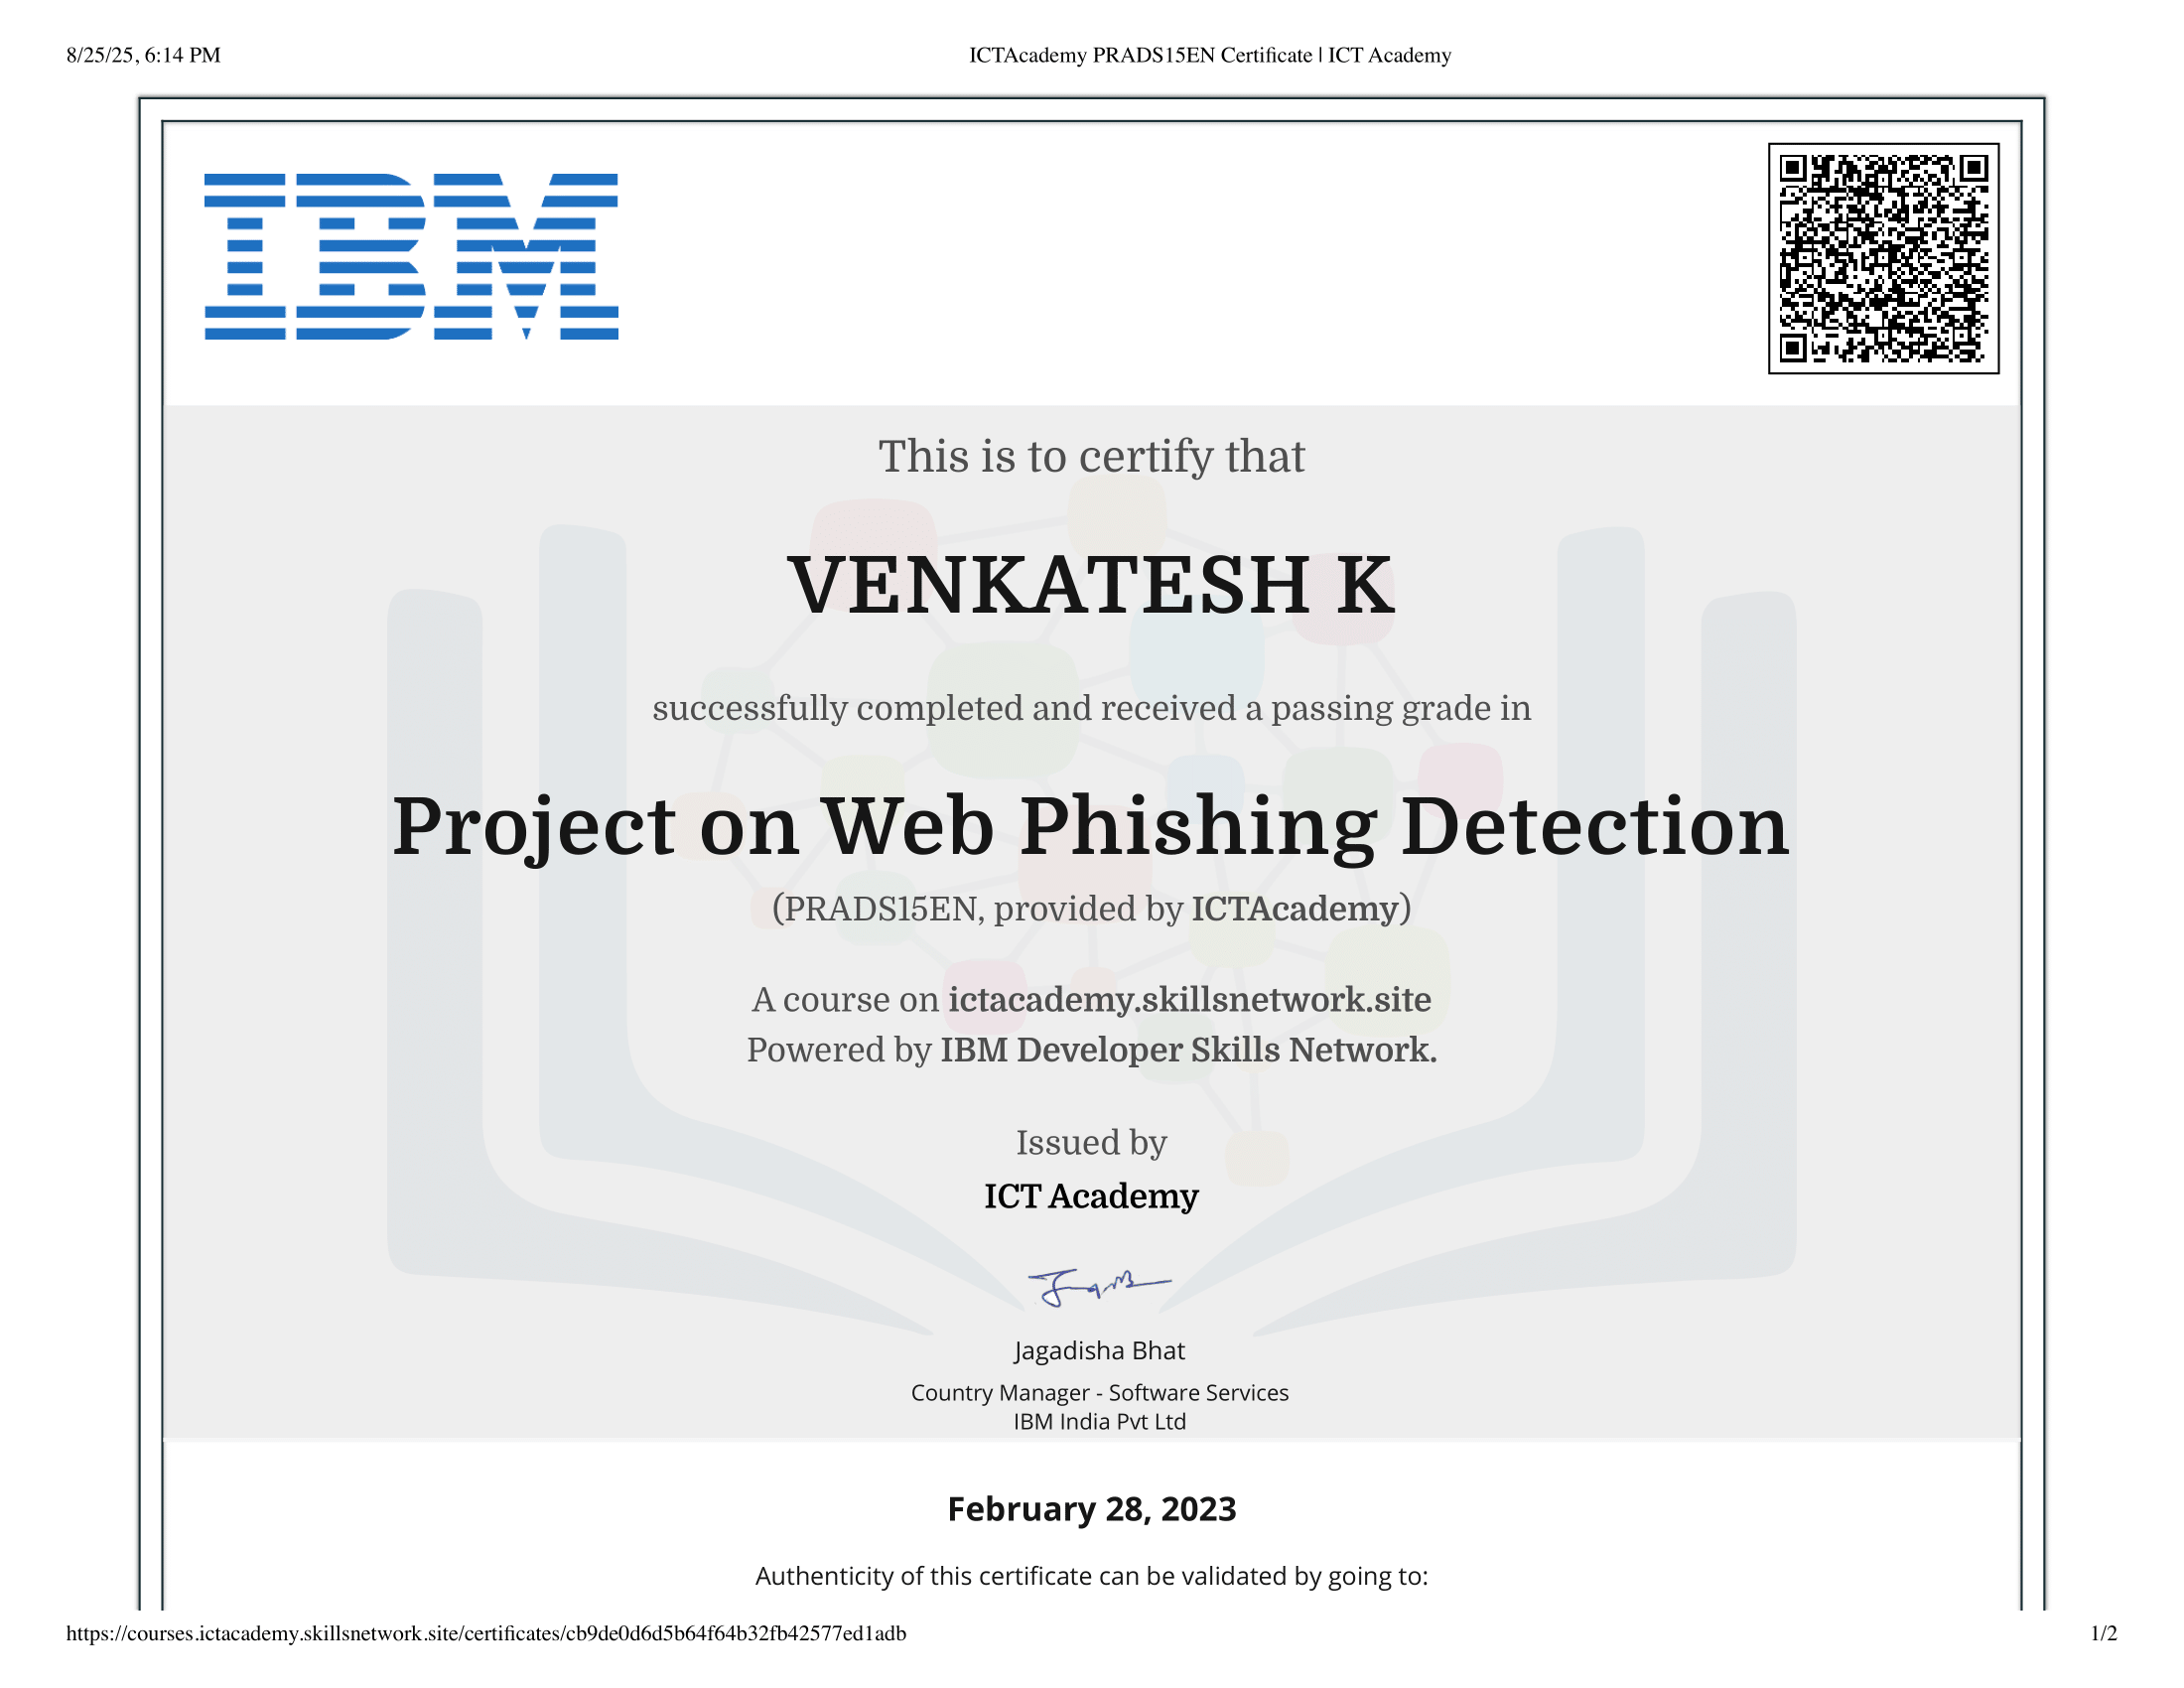 8/25/25, 6:14 PM
ICTAcademy PRADS15EN Certificate | ICT Academy
IBM
This is to certify that
VENKATESH K
successfully completed and received a passing grade in
Project on Web Phishing Detection
(PRADS15EN, provided by ICTAcademy)
A course on ictacademy.skillsnetwork.site
Powered by IBM Developer Skills Network.
Issued by
ICT Academy
Jagadisha Bhat
Country Manager - Software Services
IBM India Pvt Ltd
February 28, 2023
Authenticity of this certificate can be validated by going to:
https://courses.ictacademy.skillsnetwork.site/certificates/cb9de0d6d5b64f64b32fb42577ed1adb
1/2